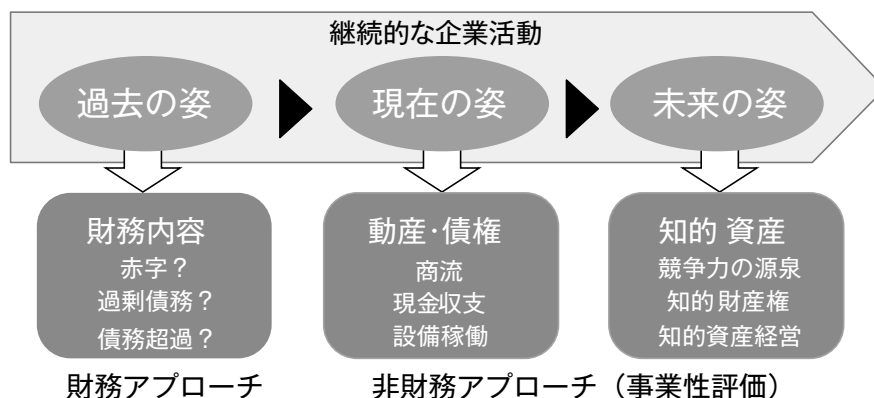 継続的な企業活動
過去の姿
現在の姿
未来の姿
財務内容
赤字？
過剰債務？
債務超過？
動産・債権
商流
現金収支
設備稼働
知的 資産
競争力の源泉
知的財産権
知的資産経営
財務アプローチ
非財務アプローチ（事業性評価）